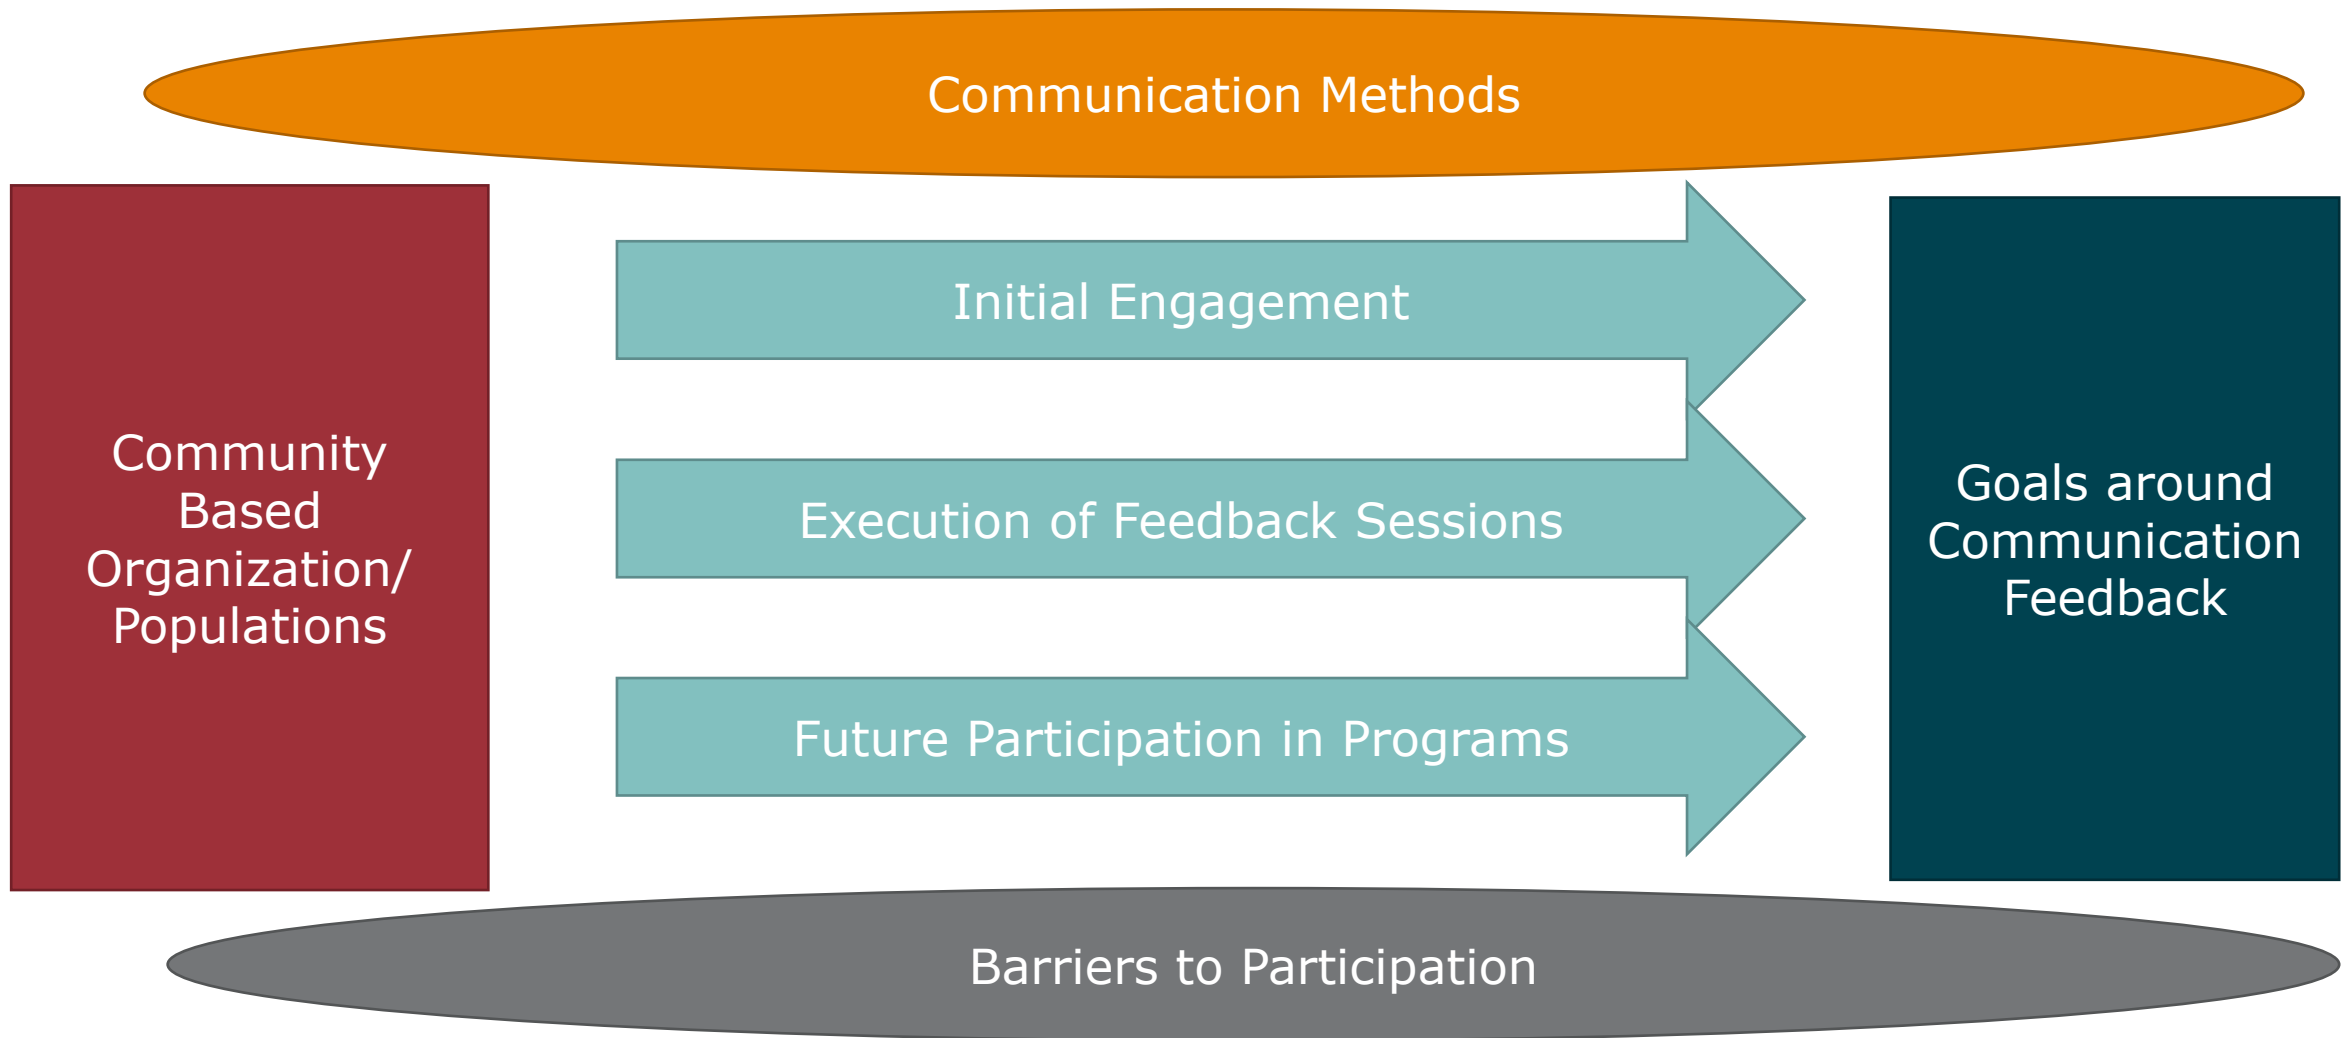 Communication Methods
Community
Based
Organization/
Populations
Initial Engagement
Execution of Feedback Sessions
Future Participation in Programs
Goals around
Communication
Feedback
Barriers to Participation